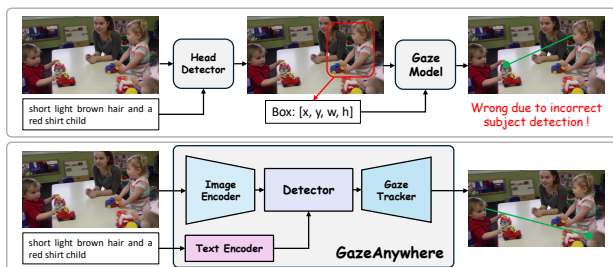 Head
Detector
Gaze
Model
short light brown hair and a
red shirt child
Box: [x, y, w, h]
Wrong due to incorrect
subject detection !
Image
Encoder
Detector
Gaze
Tracker
short light brown hair and a
red shirt child
Text Encoder
GazeAnywhere